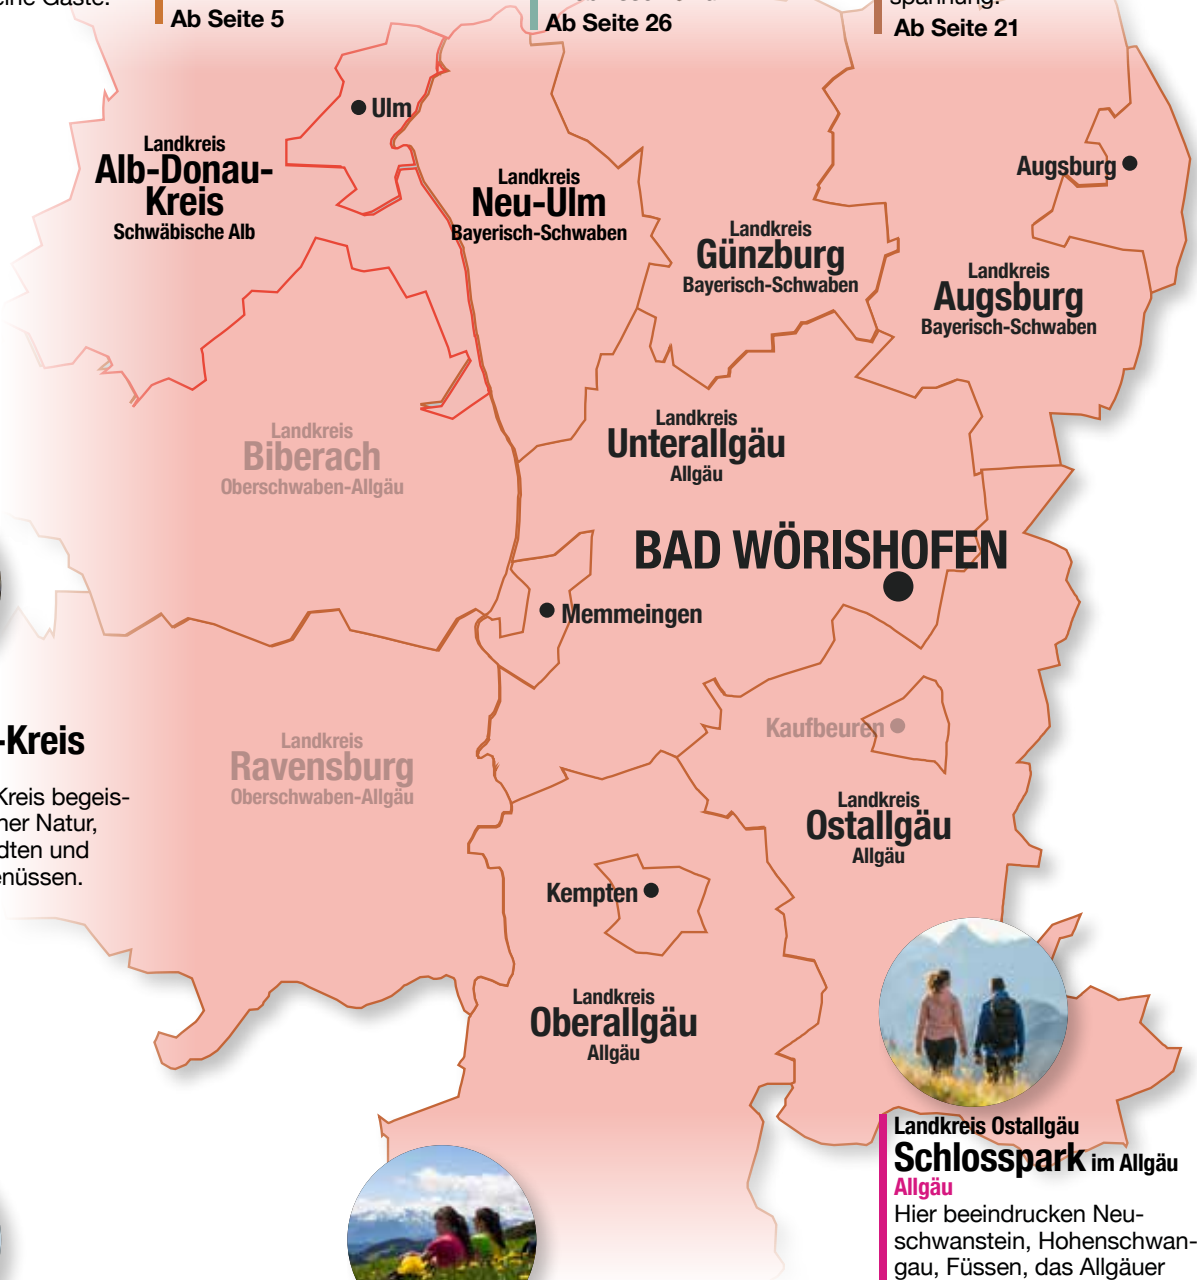 eine Gäste.
Ab Seite 5
Ab Seite 26
spannung.
Ab Seite 21
Ulm
Landkreis
Alb-Donau-
Kreis
Schwäbische Alb
Landkreis
Neu-Ulm
Bayerisch-Schwaben
Landkreis
Günzburg
Bayerisch-Schwaben
Augsburg
Landkreis
Augsburg
Bayerisch-Schwaben
Landkreis
Biberach
Oberschwaben-Allgäu
Landkreis
Unterallgäu
Allgäu
BAD WÖRISHOFEN
Memmeingen
-Kreis
Kreis begeis-
ner Natur,
dten und
enüssen.
Landkreis
Ravensburg
Oberschwaben-Allgäu
Kaufbeuren
Landkreis
Ostallgäu
Allgäu
Kempten
Landkreis
Oberallgäu
Allgäu
Landkreis Ostallgäu
Schlosspark im Allgäu
Allgäu
Hier beeindrucken Neu-
schwanstein, Hohenschwan-
gau, Füssen, das Allgäuer